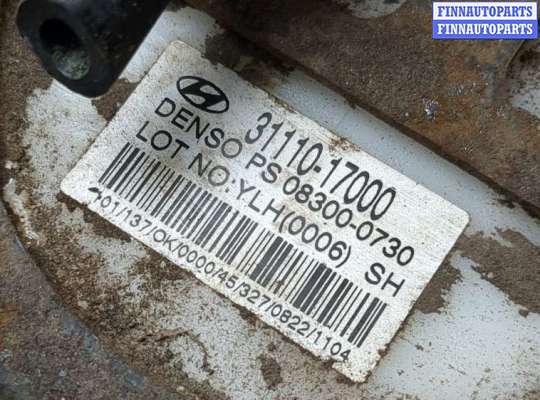 FINNAUTOPARTS
FINNAUTOPARTS
31110-17000
DENSO PS 08300-0730
LOT NO:YLH(0006) SH
401/137/OK/0000/45/327/0822/1104